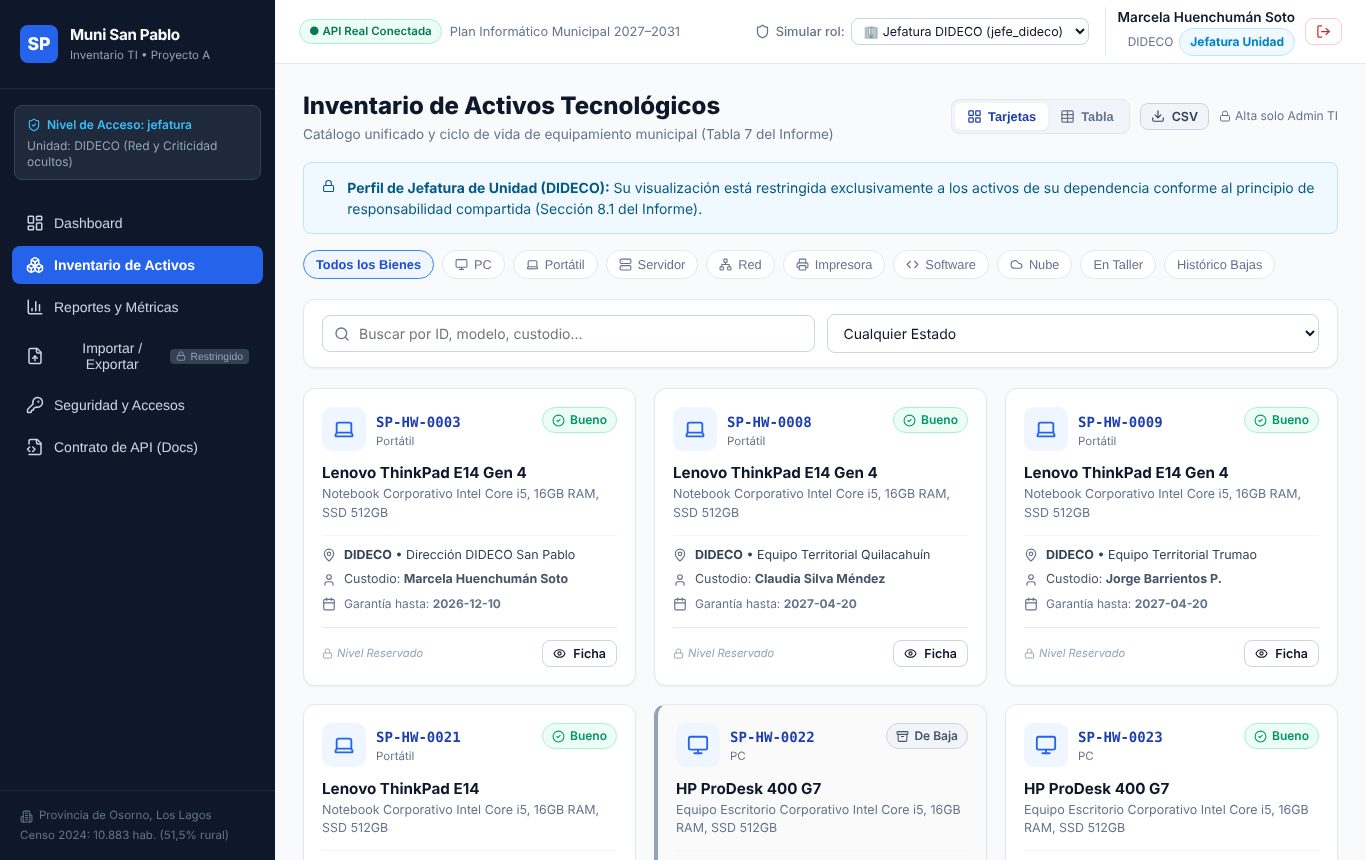 SP
Muni San Pablo
Inventario TI • Proyecto A
Nivel de Acceso: jefatura
Unidad: DIDECO (Red y Criticidad
ocultos)
Dashboard
Inventario de Activos
Reportes y Métricas
Importar /
Exportar
Restringido
Seguridad y Accesos
Contrato de API (Docs)
Provincia de Osorno, Los Lagos
Censo 2024: 10.883 hab. (51,5% rural)
API Real Conectada
Plan Informático Municipal 2027–2031
Simular rol:
Jefatura DIDECO (jefe_dideco)
Marcela Huenchumán Soto
DIDECO
Jefatura Unidad
Inventario de Activos Tecnológicos
Catálogo unificado y ciclo de vida de equipamiento municipal (Tabla 7 del Informe)
Tarjetas
Tabla
CSV
Alta solo Admin TI
Perfil de Jefatura de Unidad (DIDECO): Su visualización está restringida exclusivamente a los activos de su dependencia conforme al principio de
responsabilidad compartida (Sección 8.1 del Informe).
Todos los Bienes
PC
Portátil
Servidor
Red
Impresora
Software
Nube
En Taller
Histórico Bajas
Buscar por ID, modelo, custodio...
Cualquier Estado
SP-HW-0003
Portátil
Bueno
Lenovo ThinkPad E14 Gen 4
Notebook Corporativo Intel Core i5, 16GB RAM,
SSD 512GB
DIDECO • Dirección DIDECO San Pablo
Custodio: Marcela Huenchumán Soto
Garantía hasta: 2026-12-10
Nivel Reservado
Ficha
SP-HW-0008
Portátil
Bueno
Lenovo ThinkPad E14 Gen 4
Notebook Corporativo Intel Core i5, 16GB RAM,
SSD 512GB
DIDECO • Equipo Territorial Quilacahuín
Custodio: Claudia Silva Méndez
Garantía hasta: 2027-04-20
Nivel Reservado
Ficha
SP-HW-0009
Portátil
Bueno
Lenovo ThinkPad E14 Gen 4
Notebook Corporativo Intel Core i5, 16GB RAM,
SSD 512GB
DIDECO • Equipo Territorial Trumao
Custodio: Jorge Barrientos P.
Garantía hasta: 2027-04-20
Nivel Reservado
Ficha
SP-HW-0021
Portátil
Bueno
Lenovo ThinkPad E14
Notebook Corporativo Intel Core i5, 16GB RAM,
SSD 512GB
SP-HW-0022
PC
De Baja
HP ProDesk 400 G7
Equipo Escritorio Corporativo Intel Core i5, 16GB
RAM, SSD 512GB
SP-HW-0023
PC
Bueno
HP ProDesk 400 G7
Equipo Escritorio Corporativo Intel Core i5, 16GB
RAM, SSD 512GB